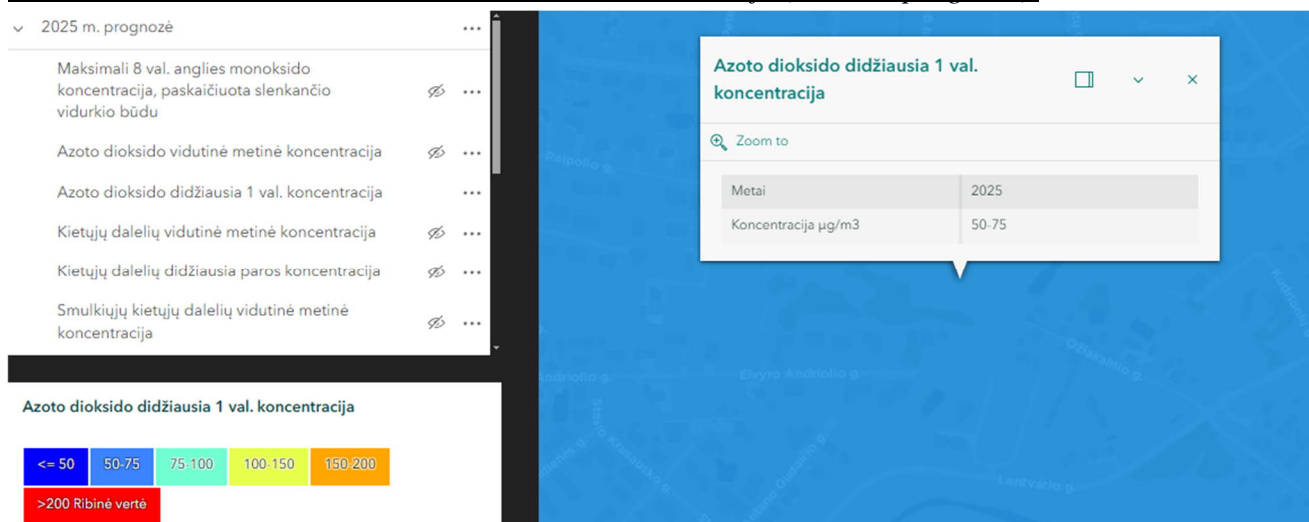 2025 m. prognozė
Maksimali 8 val. anglies monoksido
koncentracija, paskaičiuota slenkančio
vidurkio būdu
Azoto dioksido vidutinė metinė koncentracija
Azoto dioksido didžiausia 1 val. koncentracija
Kietųjų dalelių vidutinė metinė koncentracija
Kietųjų dalelių didžiausia paros koncentracija
Smulkiųjų kietųjų dalelių vidutinė metinė
koncentracija
Azoto dioksido didžiausia 1 val. koncentracija
<= 50 50-75 75-100 100-150 150-200
>200 Ribinė vertė
Azoto dioksido didžiausia 1 val.
koncentracija
Zoom to
Metai 2025
Koncentracija µg/m3 50-75
Raipolio g.
Andriolio g.
Elvyro Andriolio g.
Ožiakalnio g.
Stasio Krasausko g.
Lentvario g.